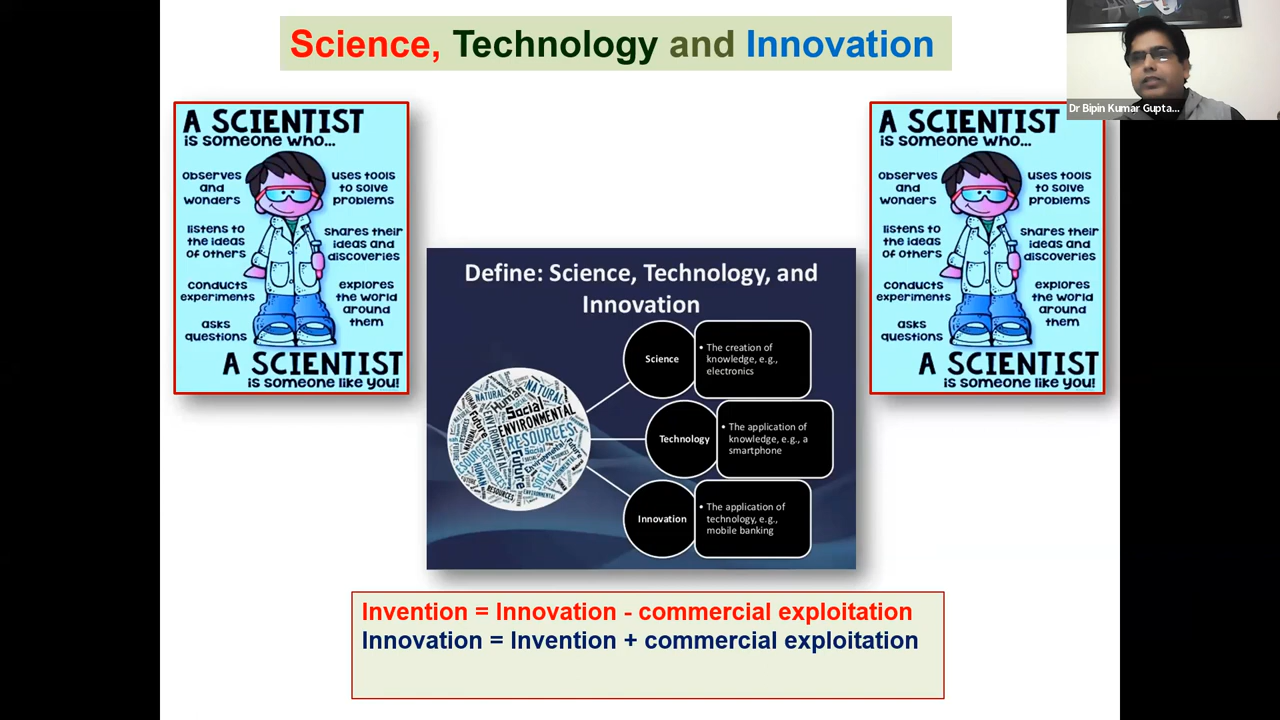 Science, Technology and Innovation
Dr Bipin Kumar Gupta...
A SCIENTIST
is someone who...
observes
and
wonders
uses tools
to solve
problems
listens to
the ideas
of others
shares their
ideas and
discoveries
conducts
experiments
explores
the world
around
them
asks
questions
A SCIENTIST
is someone like you!
Define: Science, Technology, and
Innovation
NATURAL
Human
NATURAL
Social
ENVIRONMENTAL
RESOURCES
Future
Science
• The creation of
knowledge, e.g.,
electronics
Technology
• The application of
knowledge, e.g., a
smartphone
Innovation
• The application of
technology, e.g.,
mobile banking
A SCIENTIST
is someone who...
observes
and
wonders
uses tools
to solve
problems
listens to
the ideas
of others
shares their
ideas and
discoveries
conducts
experiments
explores
the world
around
them
asks
questions
A SCIENTIST
is someone like you!
Invention = Innovation - commercial exploitation
Innovation = Invention + commercial exploitation